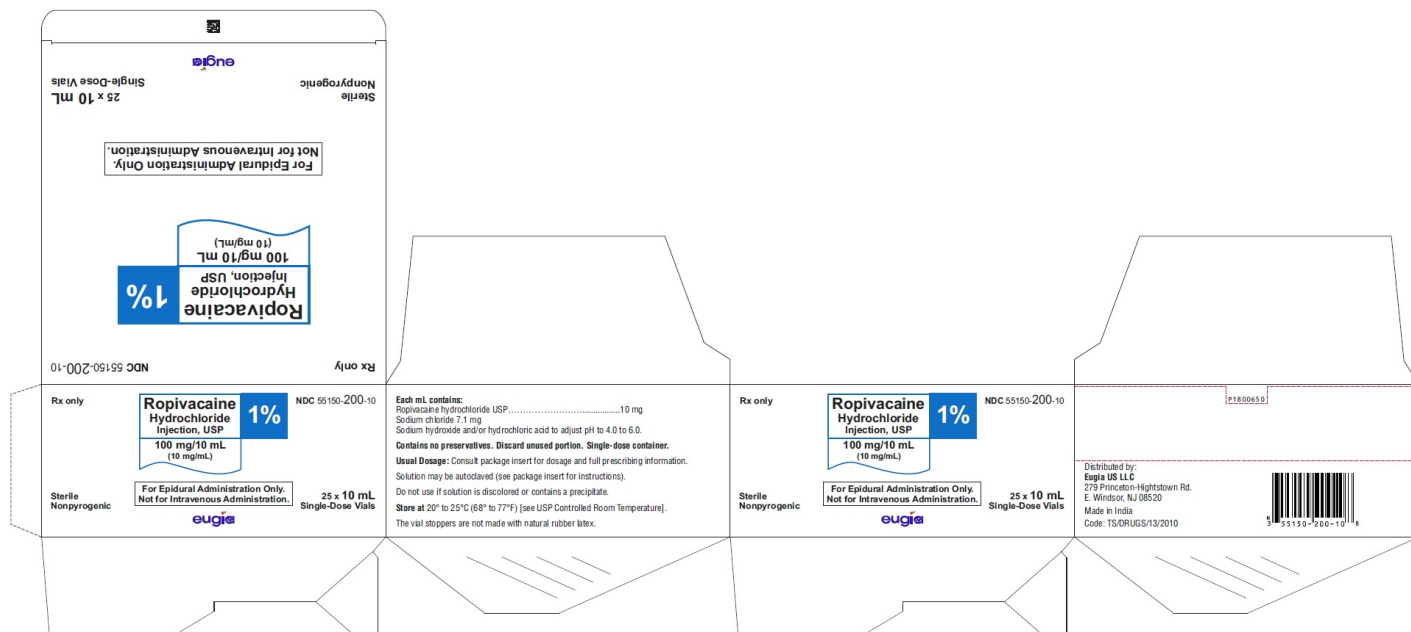 eugia
Sterile
Nonpyrogenic
25 x 10 mL
Single-Dose Vials
For Epidural Administration Only.
Not for Intravenous Administration.
Ropivacaine
Hydrochloride
Injection, USP
1%
100 mg/10 mL
(10 mg/mL)
Rx only
NDC 55150-200-10
Rx only
Ropivacaine
Hydrochloride
Injection, USP
1%
NDC 55150-200-10
100 mg/10 mL
(10 mg/mL)
For Epidural Administration Only.
Not for Intravenous Administration.
Sterile
Nonpyrogenic
25 x 10 mL
Single-Dose Vials
eugia
Each mL contains:
Ropivacaine hydrochloride USP..........................................10 mg
Sodium chloride 7.1 mg
Sodium hydroxide and/or hydrochloric acid to adjust pH to 4.0 to 6.0.
Contains no preservatives. Discard unused portion. Single-dose container.
Usual Dosage: Consult package insert for dosage and full prescribing information.
Solution may be autoclaved (see package insert for instructions).
Do not use if solution is discolored or contains a precipitate.
Store at 20° to 25°C (68° to 77°F) [see USP Controlled Room Temperature].
The vial stoppers are not made with natural rubber latex.
Rx only
Ropivacaine
Hydrochloride
Injection, USP
1%
NDC 55150-200-10
100 mg/10 mL
(10 mg/mL)
For Epidural Administration Only.
Not for Intravenous Administration.
Sterile
Nonpyrogenic
25 x 10 mL
Single-Dose Vials
eugia
P1800650
Distributed by:
Eugia US LLC
279 Princeton-Hightstown Rd.
E. Windsor, NJ 08520
Made in India
Code: TS/DRUGS/13/2010
N
3 55150-200-10 8